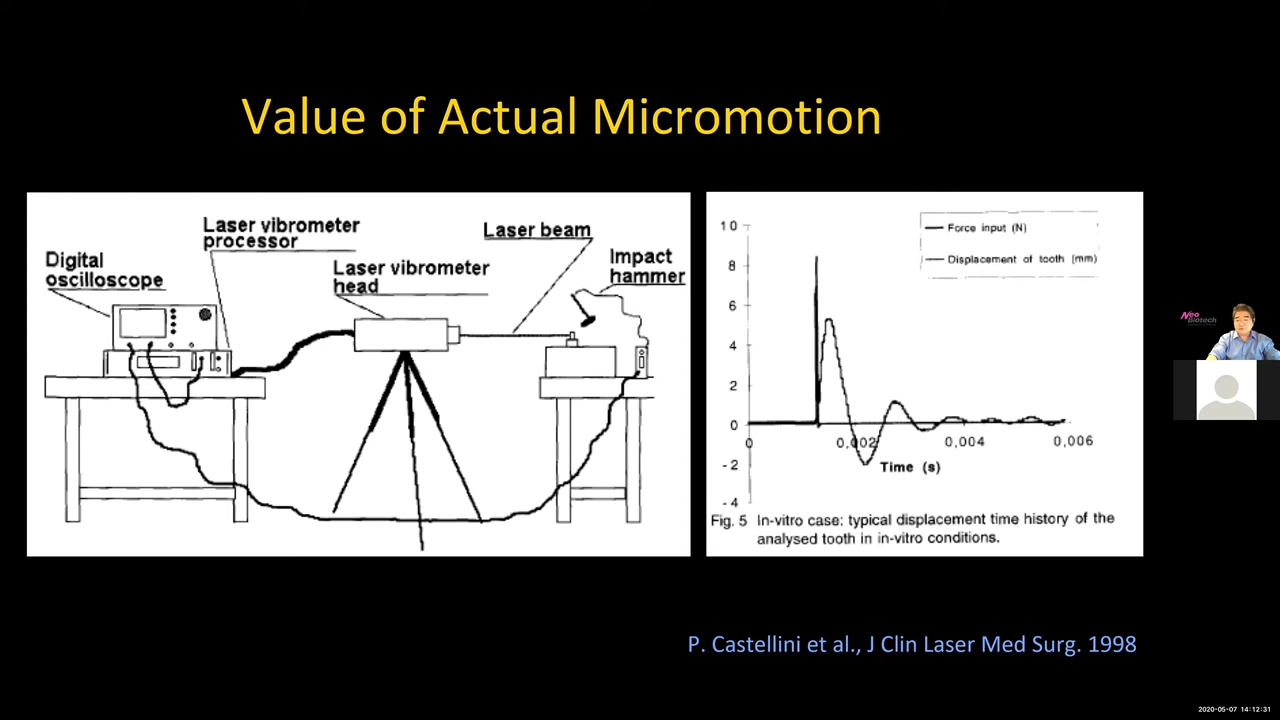 Value of Actual Micromotion
Laser vibrometer
processor
Laser beam
Digital
oscilloscope
Laser vibrometer
head
Impact
hammer
10
8
6
4
2
0
-2
-4
0
0,002
0,004
0,006
Time (s)
Force input (N)
Displacement of tooth (mm)
Fig. 5 In-vitro case: typical displacement time history of the
analysed tooth in in-vitro conditions.
P. Castellini et al., J Clin Laser Med Surg. 1998
Neo
Biotech
2020-05-07 14:12:31